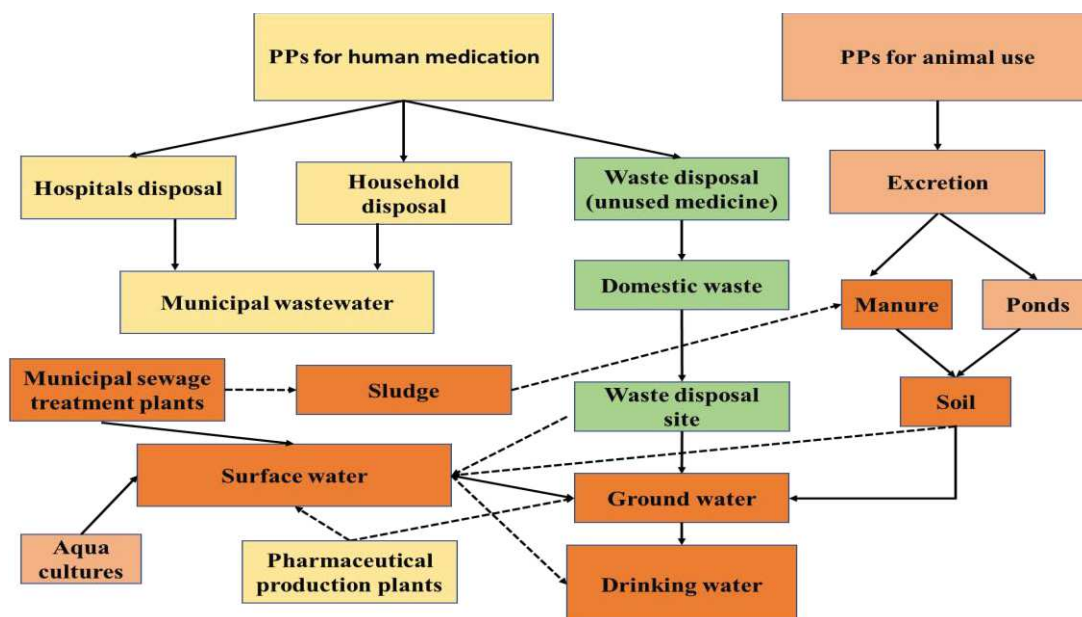 PPs for human medication
PPs for animal use
Hospitals disposal
Household
disposal
Waste disposal
(unused medicine)
Excretion
Municipal wastewater
Domestic waste
Manure
Ponds
Municipal sewage
treatment plants
Sludge
Waste disposal
site
Soil
Surface water
Ground water
Aqua
cultures
Pharmaceutical
production plants
Drinking water